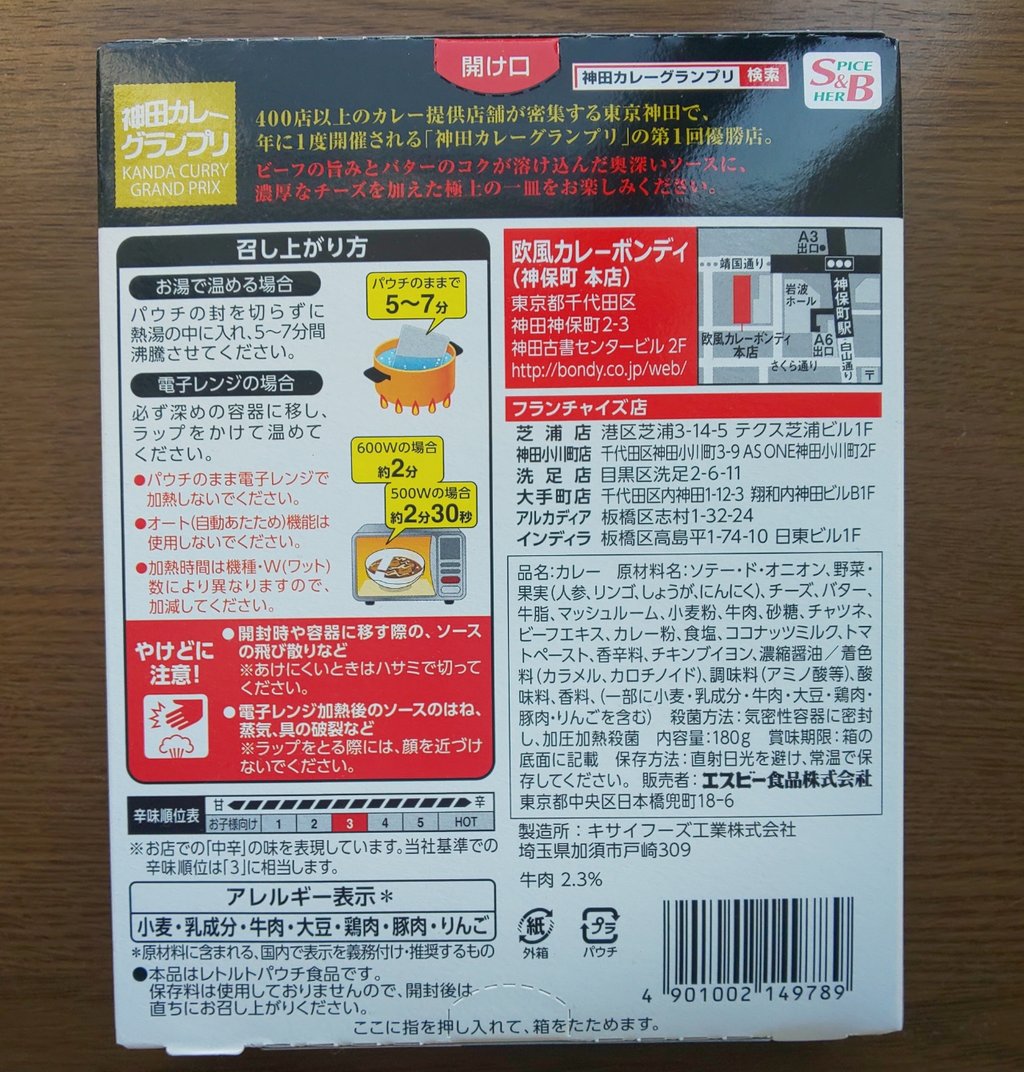 開け口
神田カレーグランプリ 検索
SPICE
S&B
HERB
神田カレー
グランプリ
KANDA CURRY
GRAND PRIX
400店以上のカレー提供店舗が密集する東京神田で、
年に1度開催される「神田カレーグランプリ」の第1回優勝店。
ビーフの旨みとバターのコクが溶け込んだ奥深いソースに、
濃厚なチーズを加えた極上の一皿をお楽しみください。
召し上がり方
お湯で温める場合
パウチの封を切らずに
熱湯の中に入れ、5〜7分間
沸騰させてください。
パウチのままで
5〜7分
電子レンジの場合
必ず深めの容器に移し、
ラップをかけて温めて
ください。
600Wの場合
約2分
500Wの場合
約2分30秒
●パウチのまま電子レンジで
加熱しないでください。
●オート(自動あたため)機能は
使用しないでください。
●加熱時間は機種・W(ワット)
数により異なりますので、
加減してください。
やけどに
注意!
●開封時や容器に移す際の、ソース
の飛び散りなど
※あけにくいときはハサミで切って
ください。
●電子レンジ加熱後のソースのはね、
蒸気、具の破裂など
※ラップをとる際には、顔を近づけ
ないでください。
辛味順位表
甘 辛
お子様向け 1 2 3 4 5 HOT
※お店での「中辛」の味を表現しています。当社基準での
辛味順位は「3」に相当します。
アレルギー表示*
小麦・乳成分・牛肉・大豆・鶏肉・豚肉・りんご
*原材料に含まれる、国内で表示を義務付け・推奨するもの
●本品はレトルトパウチ食品です。
保存料は使用しておりませんので、開封後は
直ちにお召し上がりください。
欧風カレーボンディ
(神保町 本店)
東京都千代田区
神田神保町2-3
神田古書センタービル 2F
http://bondy.co.jp/web/
A3
出口
靖国通り
岩波
ホール
神保町駅
欧風カレーボンディ
本店
A6
出口
白山通り
さくら通り
〒
フランチャイズ店
芝浦店 港区芝浦3-14-5 テクス芝浦ビル1F
神田小川町店 千代田区神田小川町3-9 AS ONE神田小川町2F
洗足店 目黒区洗足2-6-11
大手町店 千代田区内神田1-12-3 翔和内神田ビルB1F
アルカディア 板橋区志村1-32-24
インディラ 板橋区高島平1-74-10 日東ビル1F
品名:カレー 原材料名:ソテー・ド・オニオン、野菜・
果実(人参、リンゴ、しょうが、にんにく)、チーズ、バター、
牛脂、マッシュルーム、小麦粉、牛肉、砂糖、チャツネ、
ビーフエキス、カレー粉、食塩、ココナッツミルク、トマ
トペースト、香辛料、チキンブイヨン、濃縮醤油/着色
料(カラメル、カロチノイド)、調味料(アミノ酸等)、酸
味料、香料、(一部に小麦・乳成分・牛肉・大豆・鶏肉・
豚肉・りんごを含む) 殺菌方法:気密性容器に密封
し、加圧加熱殺菌 内容量:180g 賞味期限:箱の
底面に記載 保存方法:直射日光を避け、常温で保
存してください。 販売者:エスビー食品株式会社
東京都中央区日本橋兜町18-6
製造所:キサイフーズ工業株式会社
埼玉県加須市戸崎309
牛肉 2.3%
紙
外箱
プラ
パウチ
4 901002 149789
ここに指を押し入れて、箱をたためます。